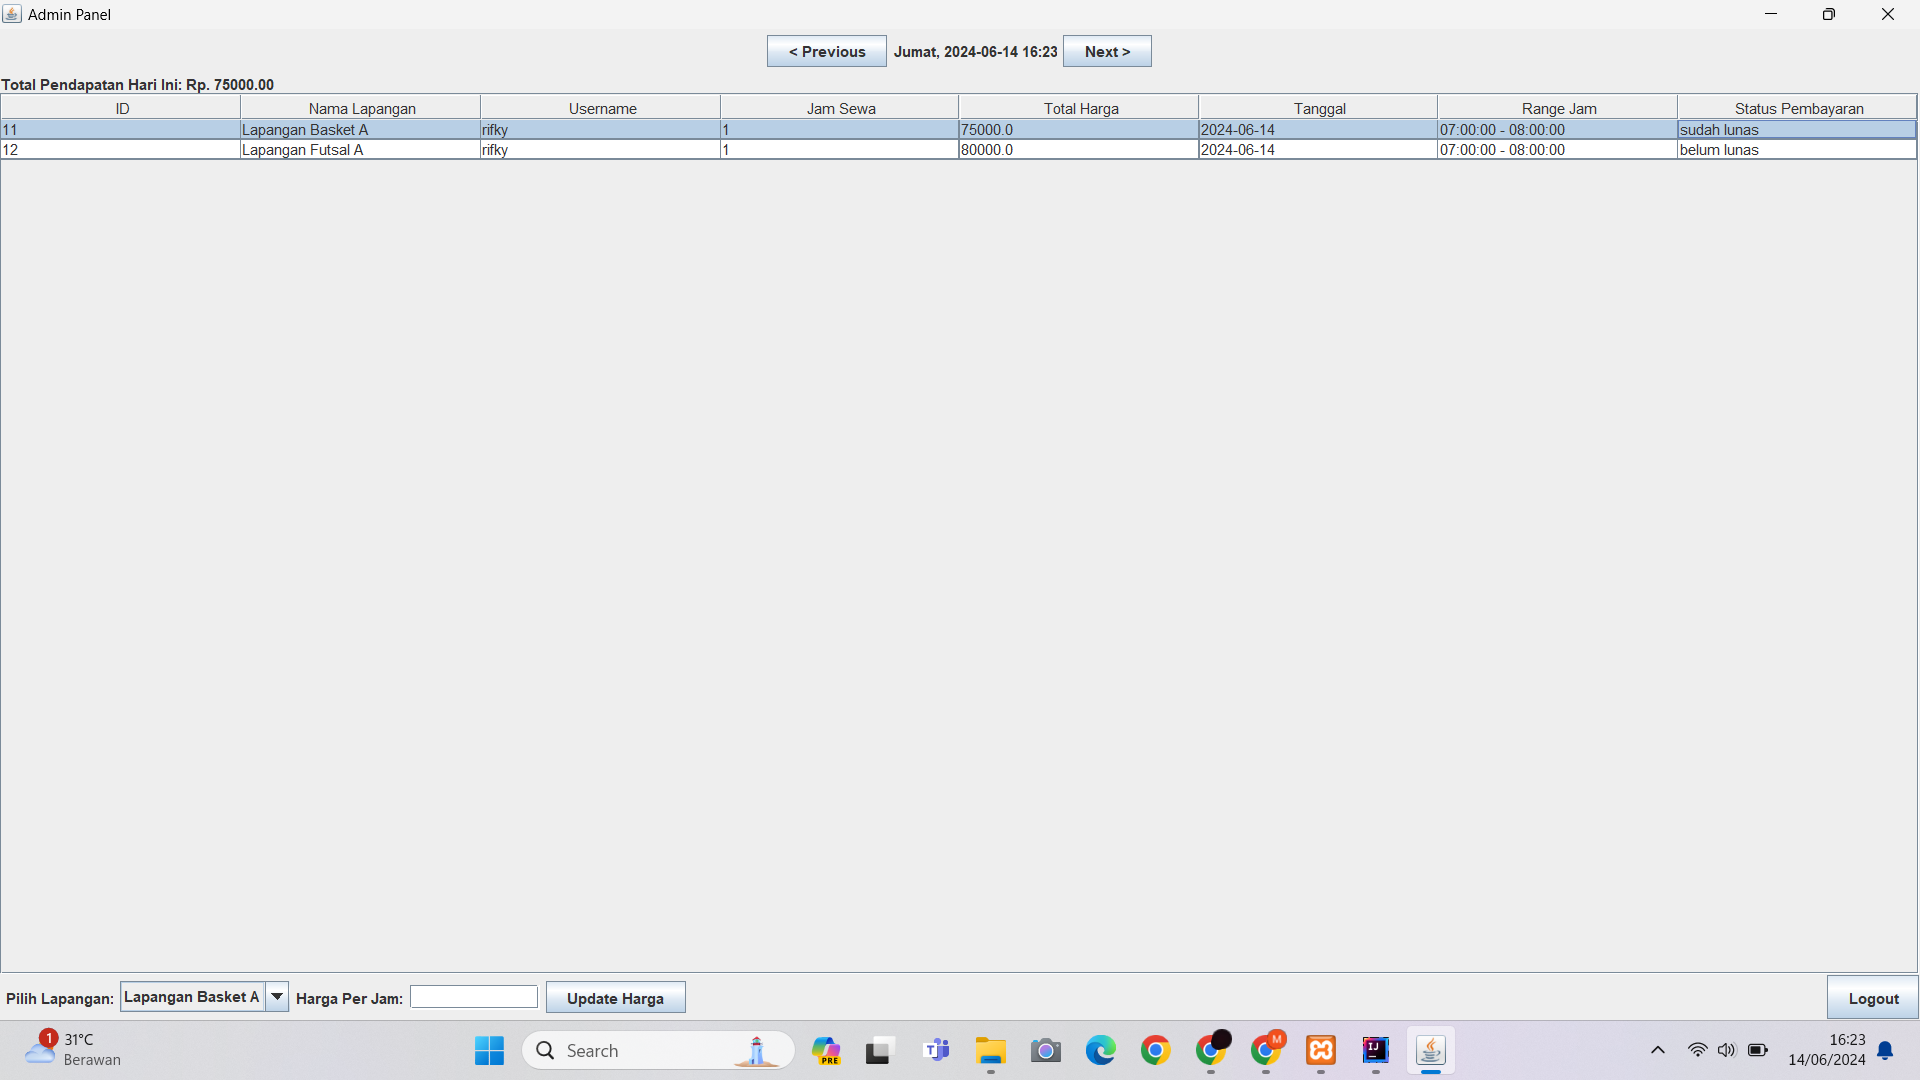 Admin Panel
< Previous Jumat, 2024-06-14 16:23 Next >
Total Pendapatan Hari Ini: Rp. 75000.00
ID Nama Lapangan Username Jam Sewa Total Harga Tanggal Range Jam Status Pembayaran
11 Lapangan Basket A rifky 1 75000.0 2024-06-14 07:00:00 - 08:00:00 sudah lunas
12 Lapangan Futsal A rifky 1 80000.0 2024-06-14 07:00:00 - 08:00:00 belum lunas
Pilih Lapangan: Lapangan Basket A Harga Per Jam: Update Harga Logout
1 31°C
Berawan
Search
PRE
T
M
IJ
16:23
14/06/2024